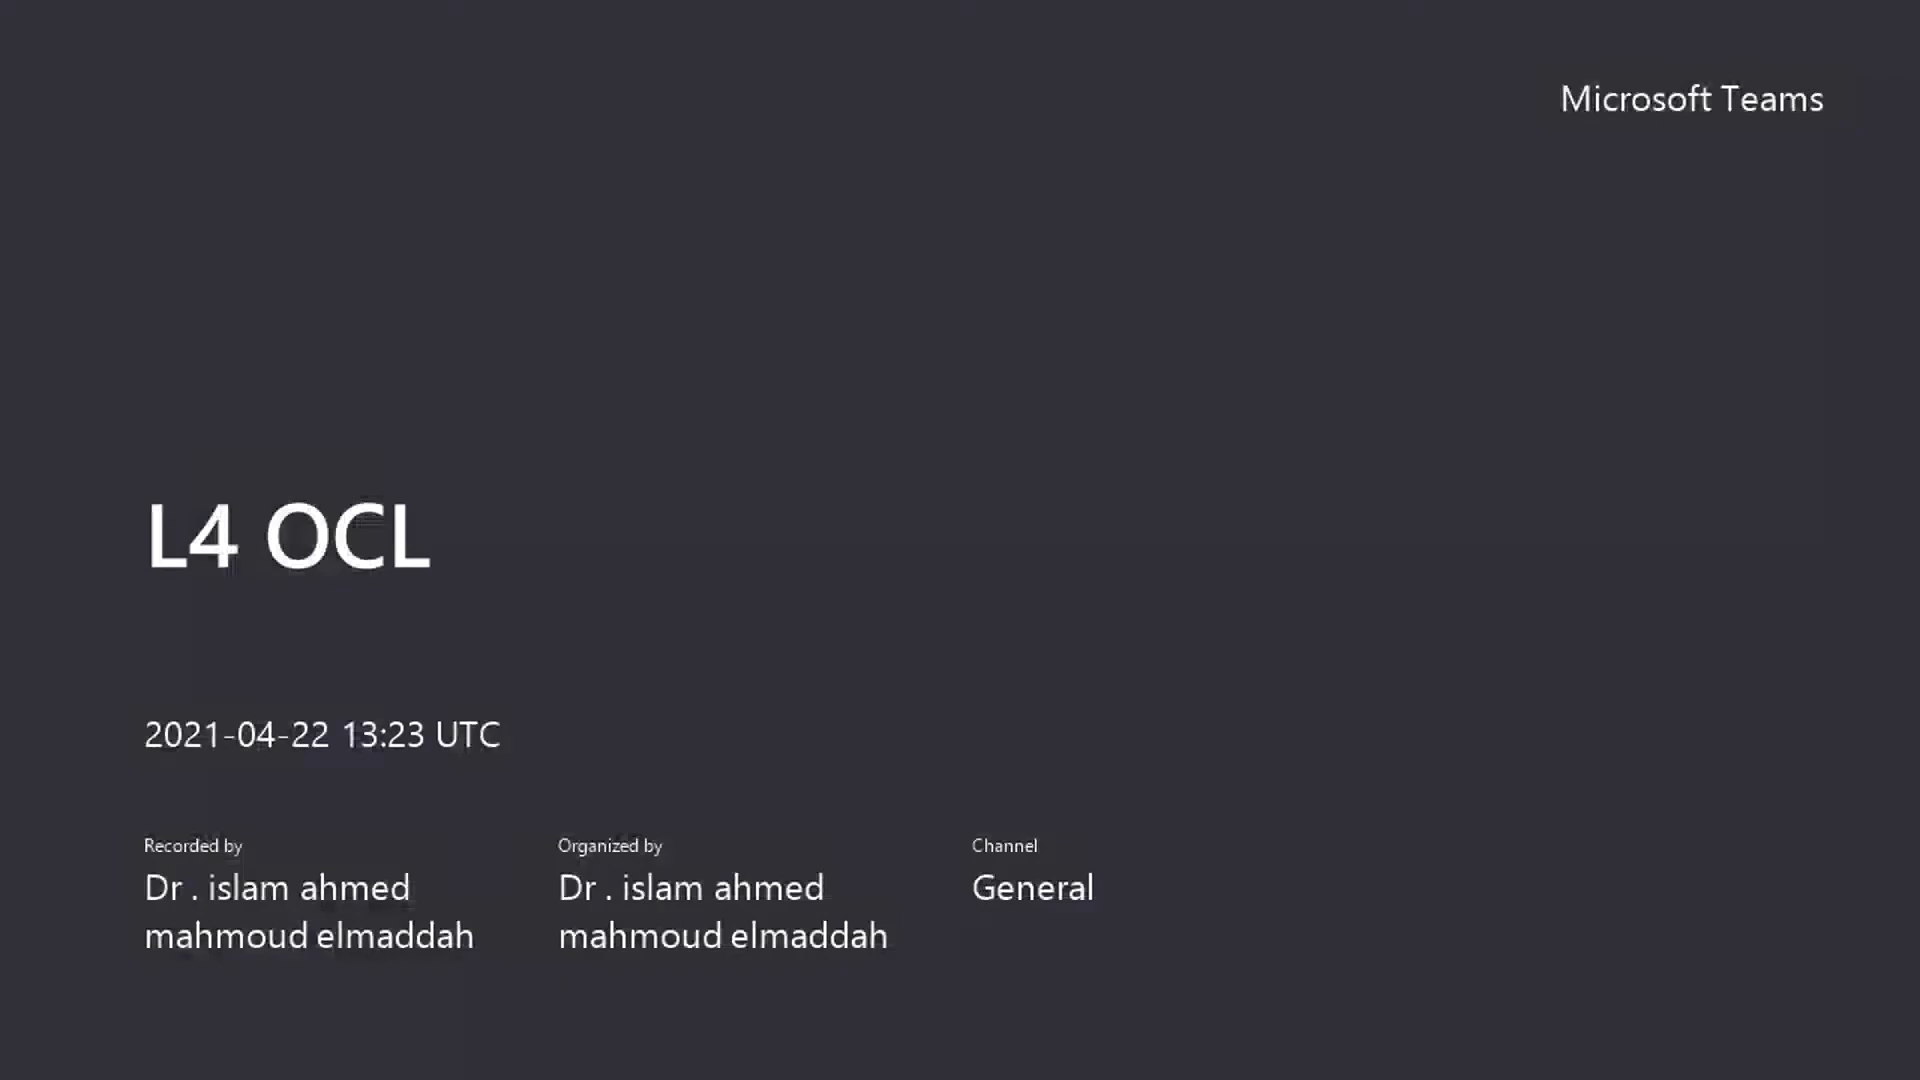 Microsoft Teams
L4 OCL
2021-04-22 13:23 UTC
Recorded by
Dr . islam ahmed
mahmoud elmaddah
Organized by
Dr . islam ahmed
mahmoud elmaddah
Channel
General